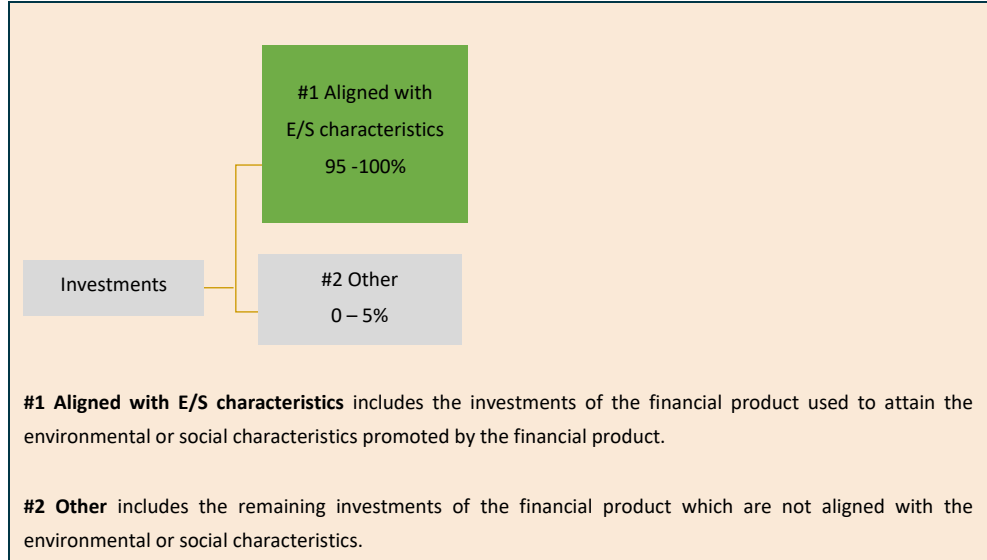 #1 Aligned with
E/S characteristics
95 -100%
Investments
#2 Other
0 – 5%
#1 Aligned with E/S characteristics includes the investments of the financial product used to attain the
environmental or social characteristics promoted by the financial product.
#2 Other includes the remaining investments of the financial product which are not aligned with the
environmental or social characteristics.